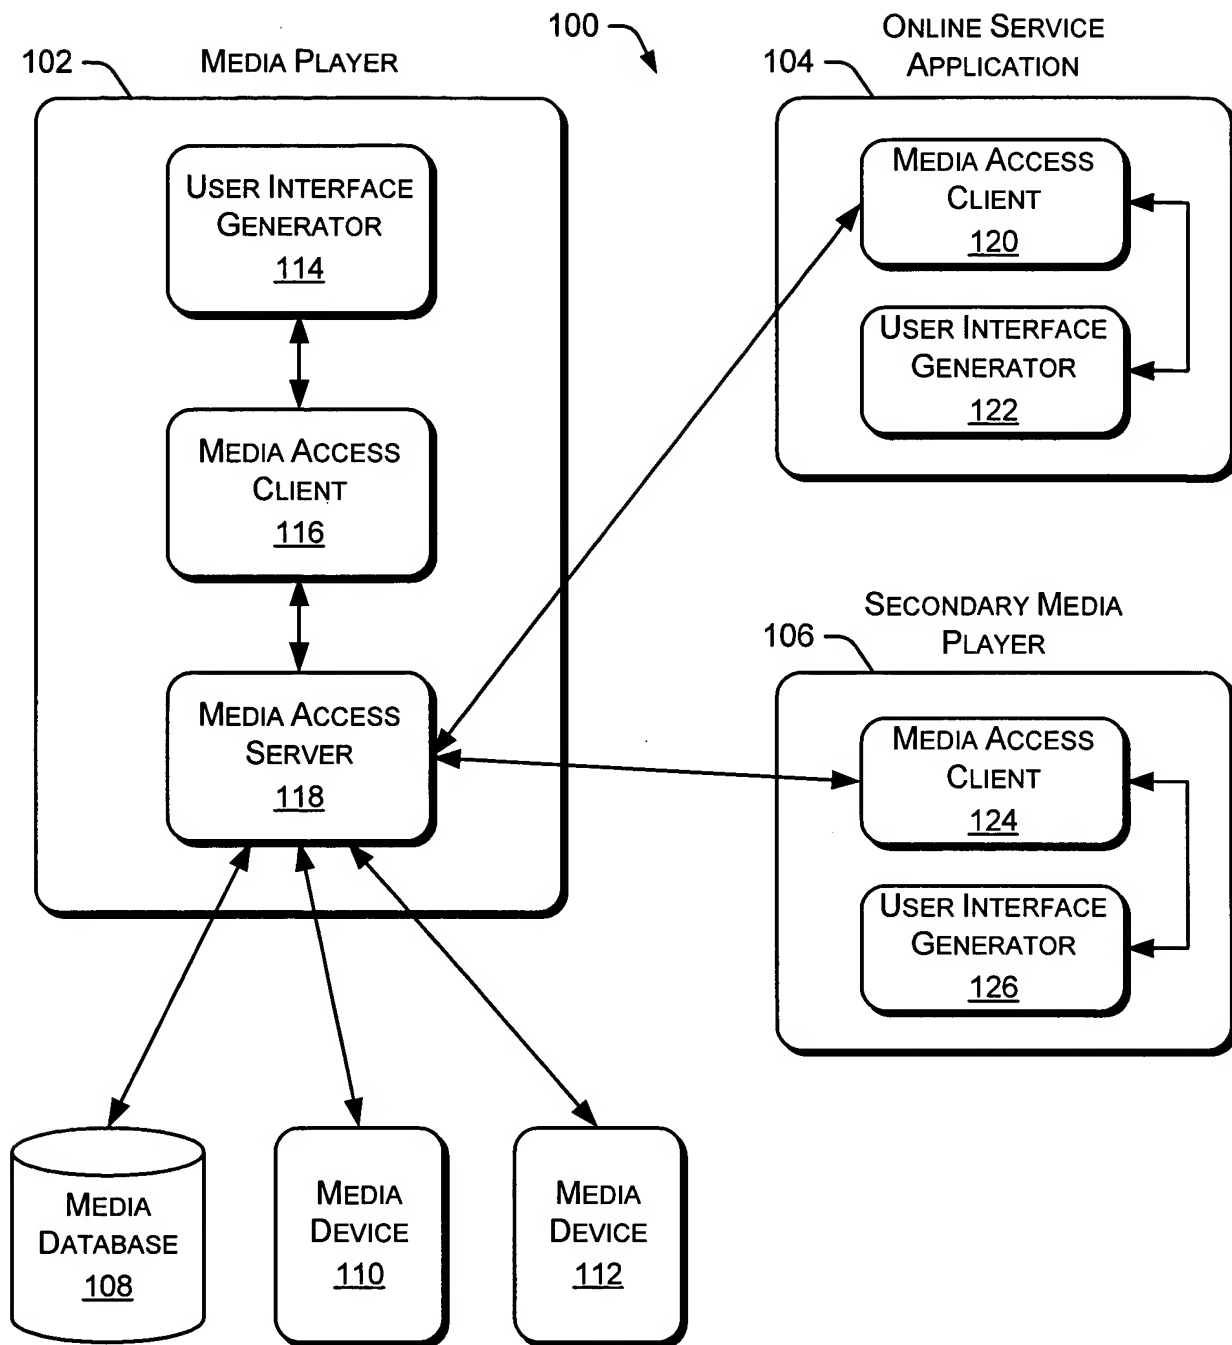 100
102
MEDIA PLAYER
USER INTERFACE
GENERATOR
114
MEDIA ACCESS
CLIENT
116
MEDIA ACCESS
SERVER
118
ONLINE SERVICE
APPLICATION
104
MEDIA ACCESS
CLIENT
120
USER INTERFACE
GENERATOR
122
SECONDARY MEDIA
PLAYER
106
MEDIA ACCESS
CLIENT
124
USER INTERFACE
GENERATOR
126
MEDIA
DATABASE
108
MEDIA
DEVICE
110
MEDIA
DEVICE
112